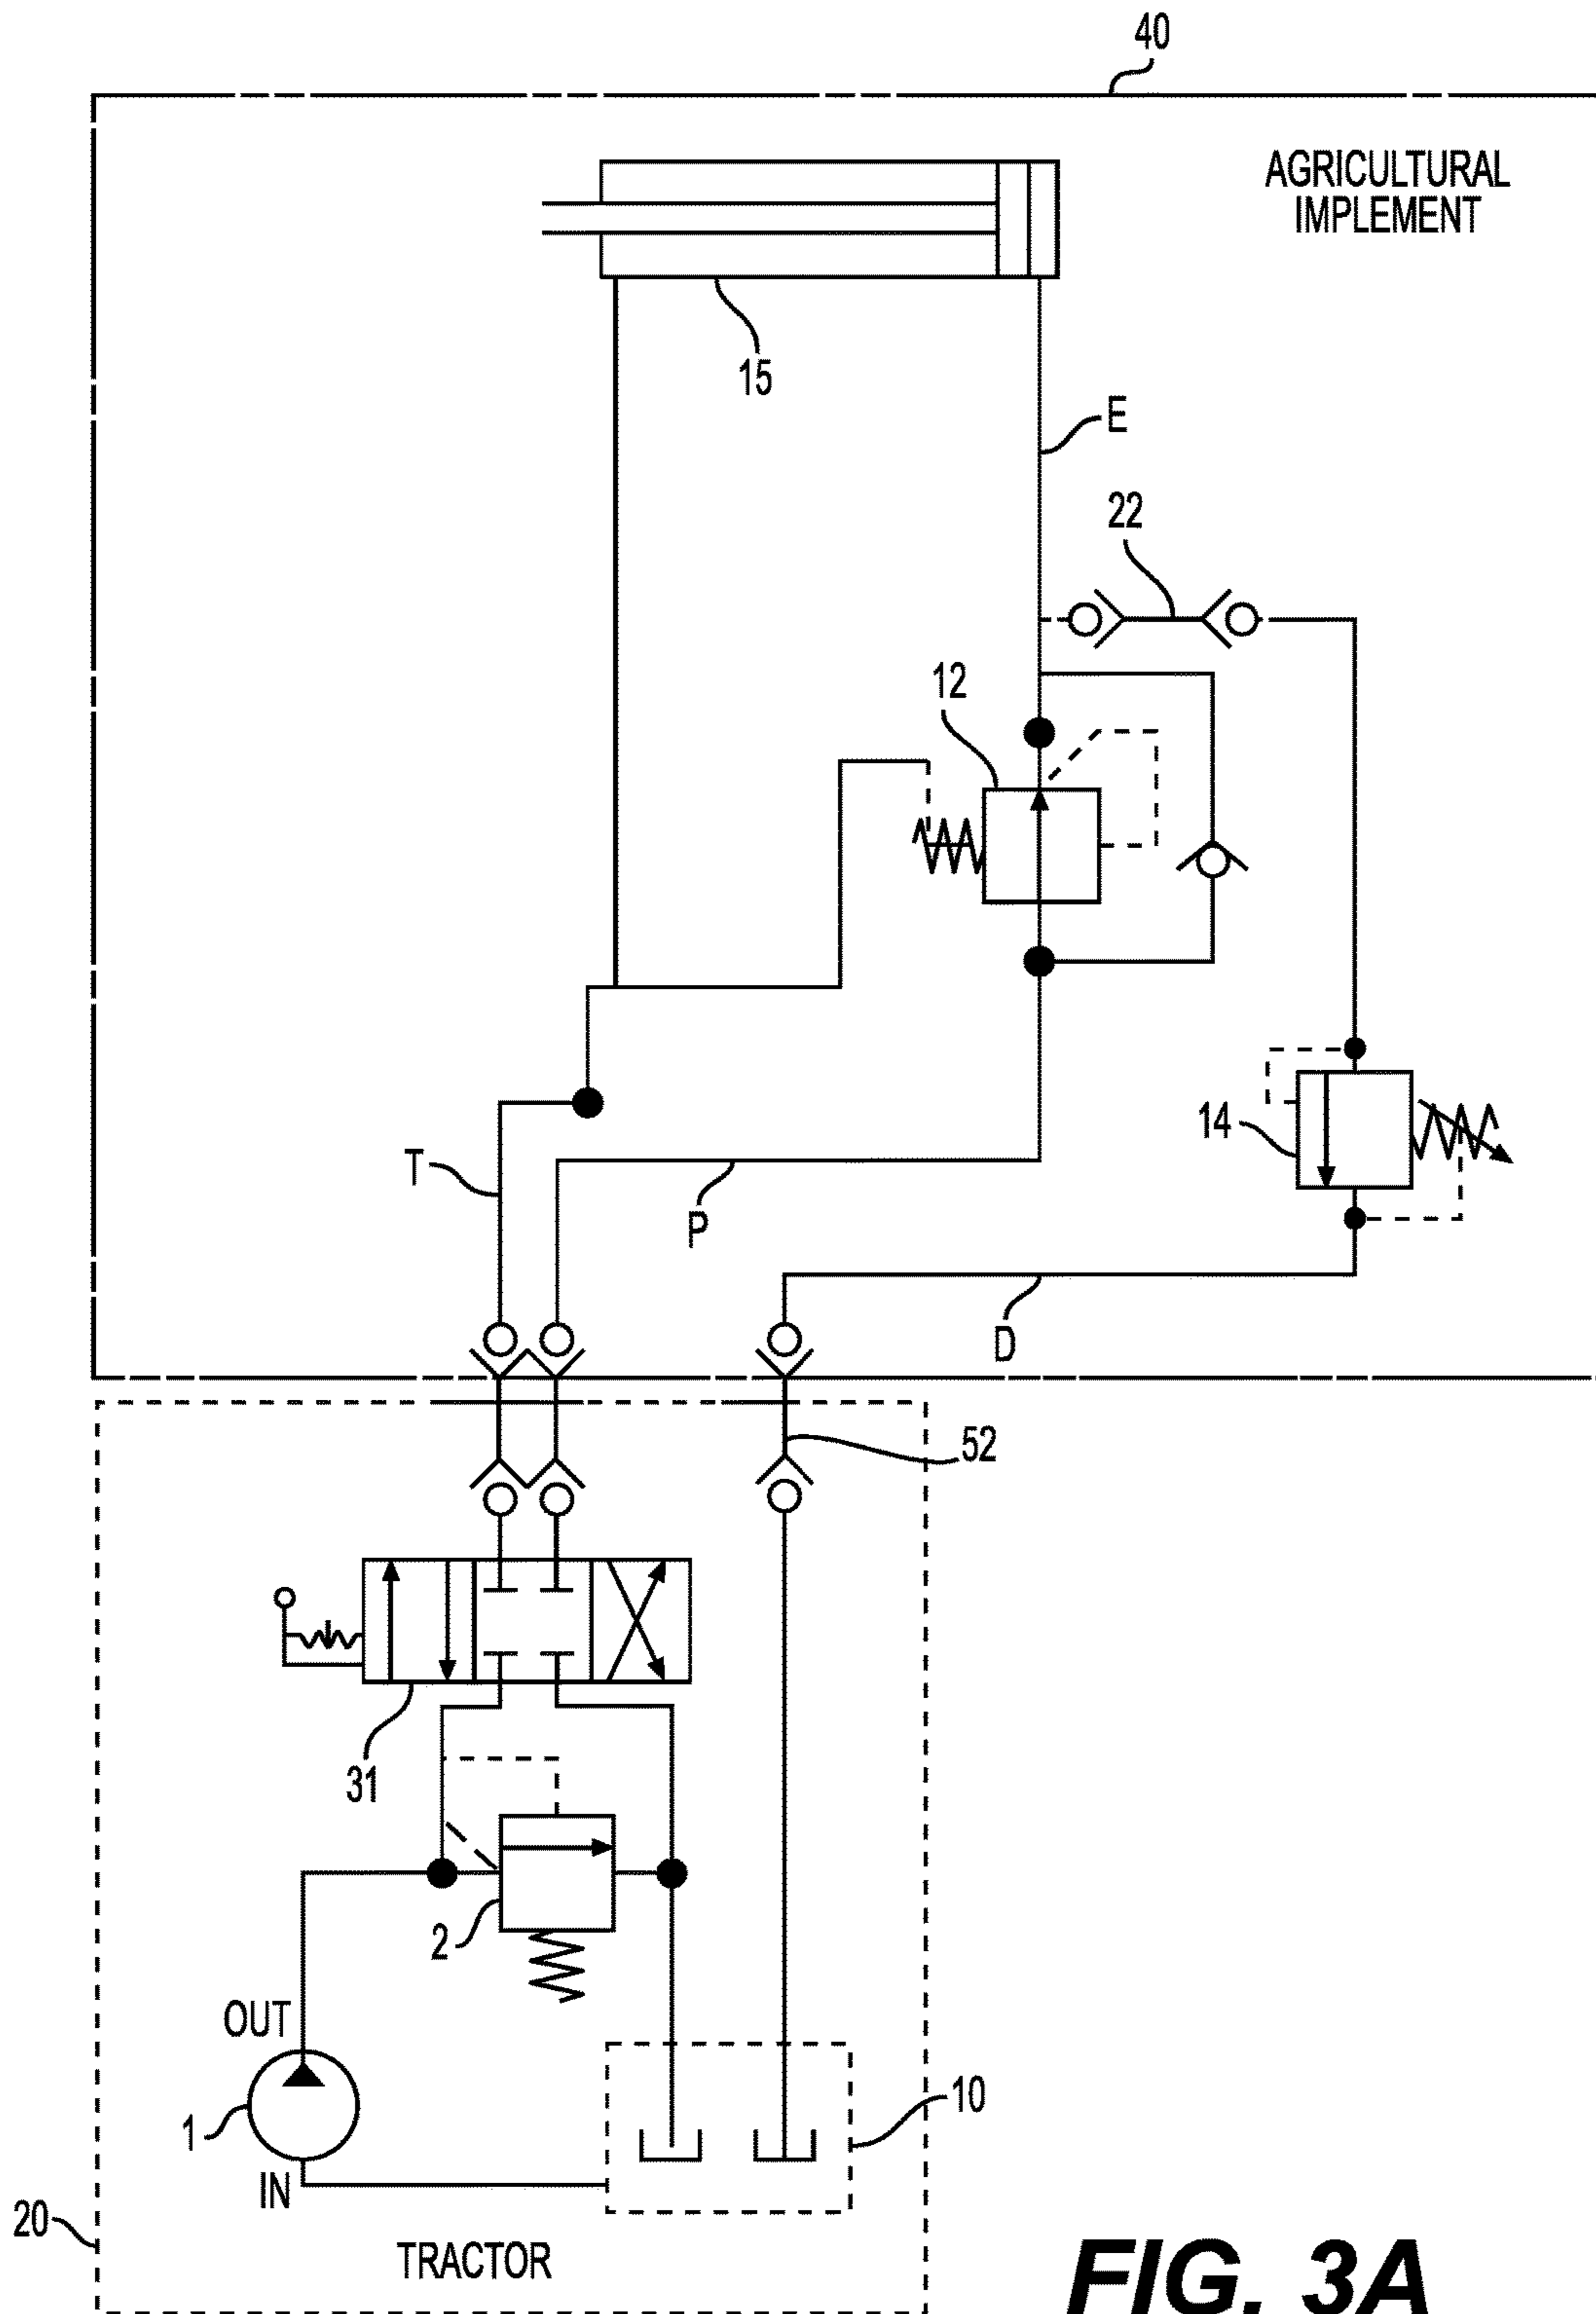 40
AGRICULTURAL
IMPLEMENT
15
E
22
12
14
T
P
D
52
31
2
OUT
1
10
IN
20
TRACTOR
FIG. 3A